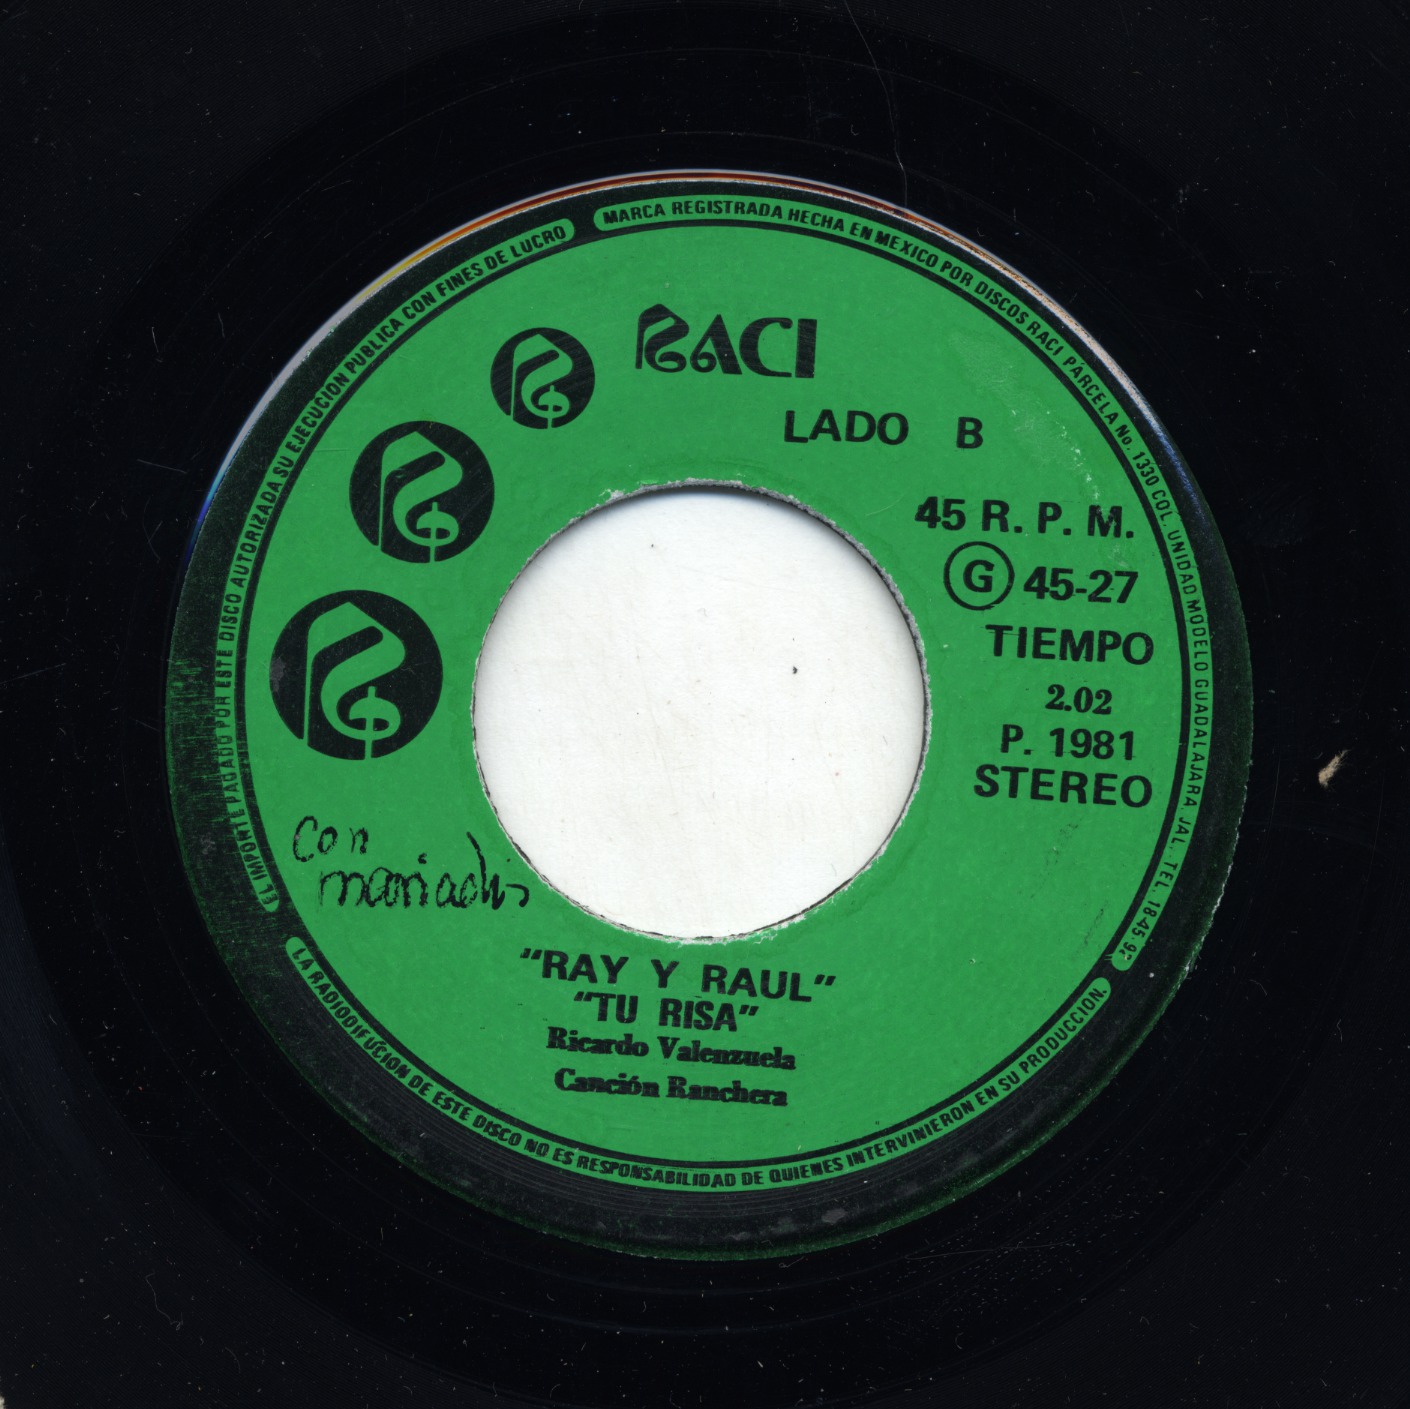 EL IMPORTE PAGADO POR ESTE DISCO AUTORIZADA SU EJECUCION PUBLICA CON FINES DE LUCRO
MARCA REGISTRADA HECHA EN MEXICO POR DISCOS RACI PARCELA No. 1330 COL. UNIDAD MODELO GUADALAJARA, JAL. TEL. 18-45-
RACI
LADO B
45 R. P. M.
G 45-27
TIEMPO
2.02
P. 1981
STEREO
Con
"RAY Y RAUL"
"TU RISA"
Ricardo Valenzuela
Canción Ranchera
LA RADIODIFUCION DE ESTE DISCO NO ES RESPONSABILIDAD DE QUIENES INTERVINIERON EN SU PRODUCCION.